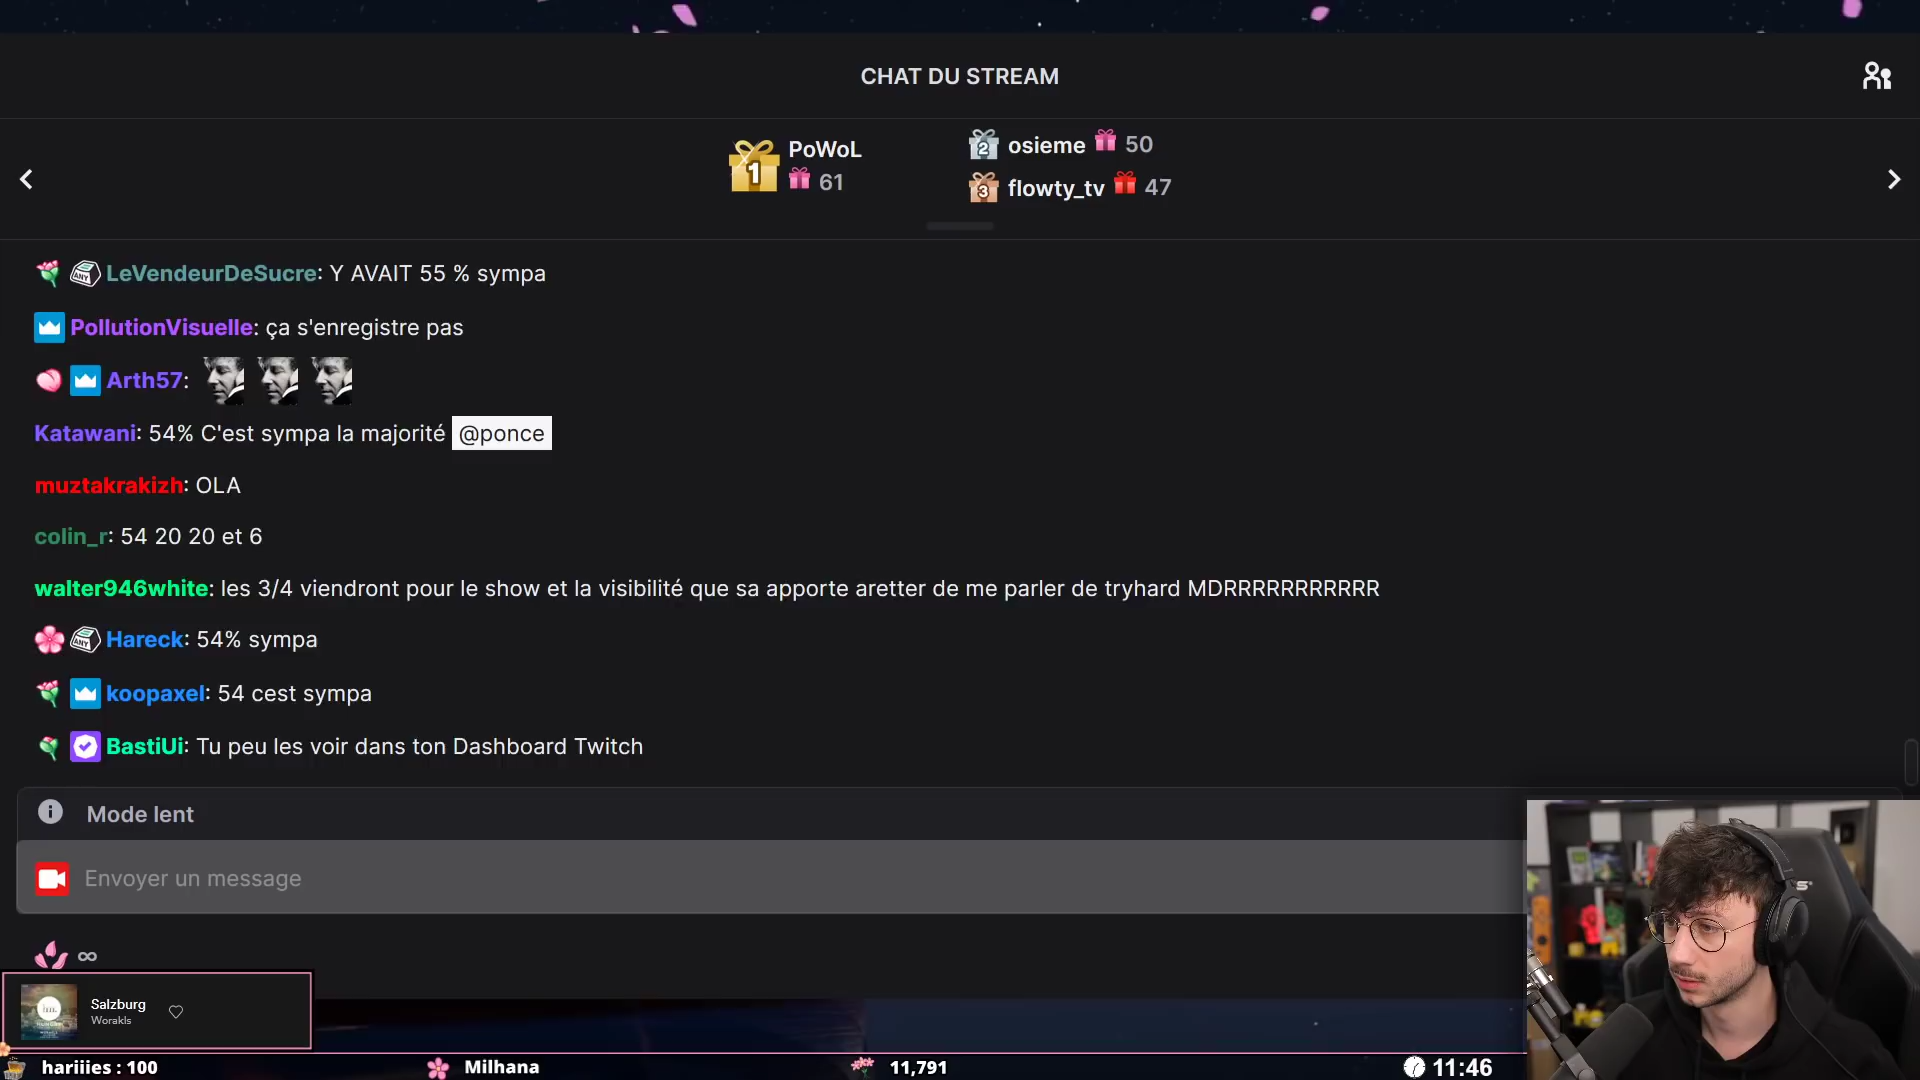 CHAT DU STREAM
1 PoWoL 61
2 osieme 50
3 flowty_tv 47
LeVendeurDeSucre: Y AVAIT 55 % sympa
PollutionVisuelle: ça s'enregistre pas
Arth57:
Katawani: 54% C'est sympa la majorité @ponce
muztakrakizh: OLA
colin_r: 54 20 20 et 6
walter946white: les 3/4 viendront pour le show et la visibilité que sa apporte aretter de me parler de tryhard MDRRRRRRRRRRR
ANY Hareck: 54% sympa
koopaxel: 54 cest sympa
BastiUi: Tu peu les voir dans ton Dashboard Twitch
Mode lent
Envoyer un message
∞
Salzburg
Worakls
hariiies : 100
Milhana
11,791
11:46